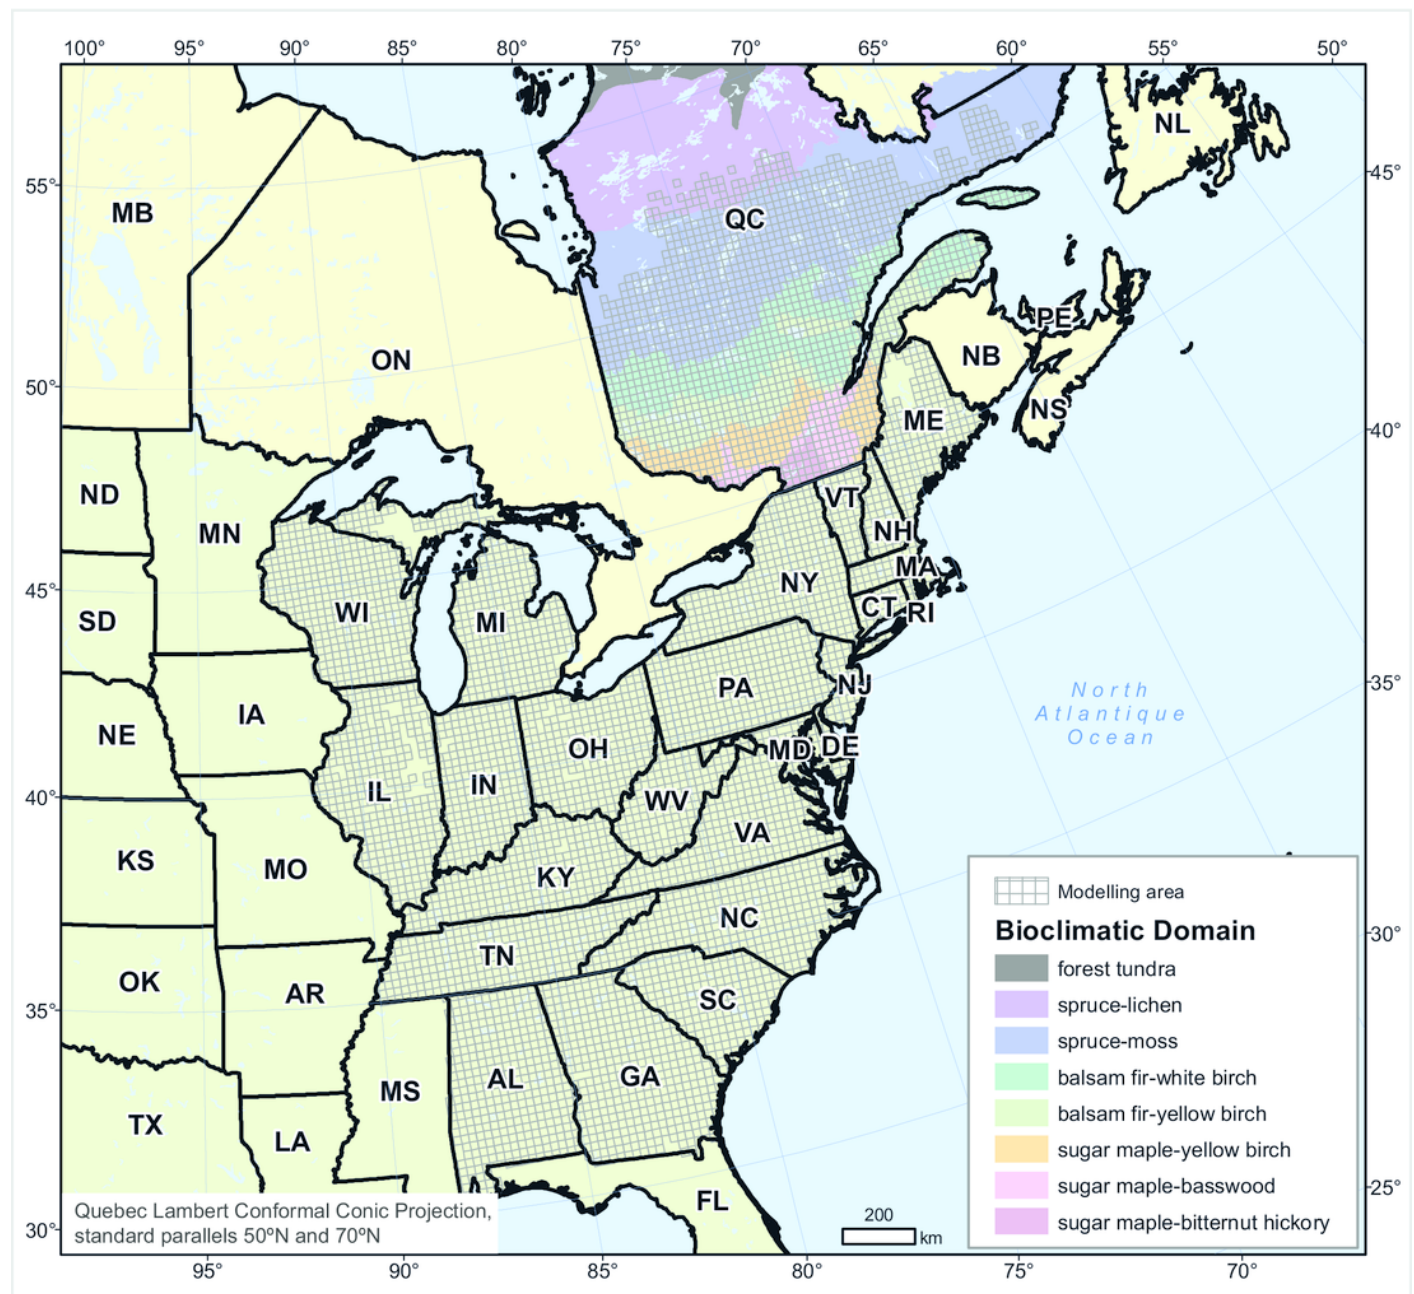 100° 95° 90° 85° 80° 75° 70° 65° 60° 55° 50°
NL
55°
45°
MB
QC
PE
ON
NB
50°
NS
ME
40°
ND
VT
MN
NH
MA
45°
NY
WI
CT
RI
SD
MI
PA
NJ
35°
North
Atlantique
Ocean
IA
NE
OH
MD
DE
IN
IL
40°
WV
VA
KS
MO
KY
Modelling area
NC
Bioclimatic Domain
30°
TN
forest tundra
OK
AR
SC
spruce-lichen
35°
spruce-moss
AL
GA
balsam fir-white birch
MS
balsam fir-yellow birch
TX
LA
sugar maple-yellow birch
sugar maple-basswood
25°
FL
Quebec Lambert Conformal Conic Projection,
standard parallels 50ºN and 70ºN
200
km
sugar maple-bitternut hickory
30°
95° 90° 85° 80° 75° 70°